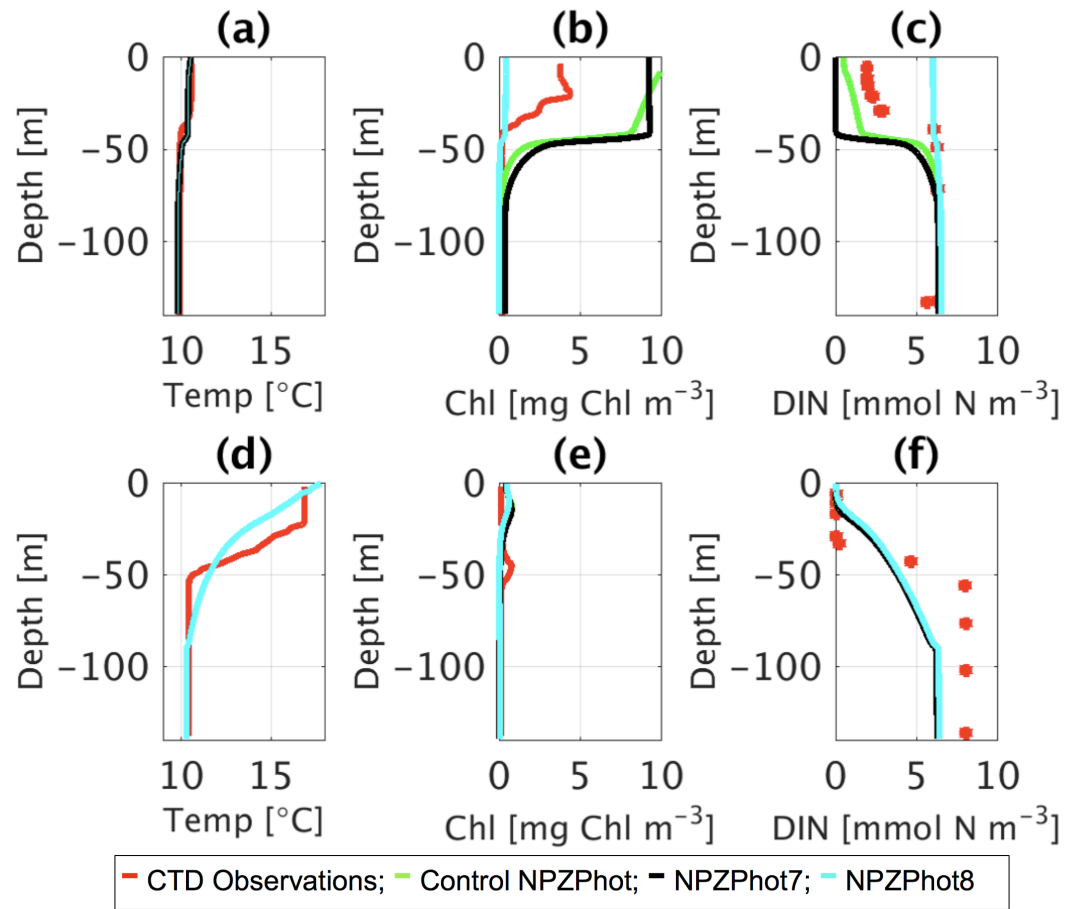 (a) (b) (c)
0 0 0
−50 −50 −50
−100 −100 −100
Depth [m] Depth [m] Depth [m]
10 15 0 5 10 0 5 10
Temp [°C] Chl [mg Chl m⁻³] DIN [mmol N m⁻³]
(d) (e) (f)
0 0 0
−50 −50 −50
−100 −100 −100
Depth [m] Depth [m] Depth [m]
10 15 0 5 10 0 5 10
Temp [°C] Chl [mg Chl m⁻³] DIN [mmol N m⁻³]
CTD Observations; Control NPZPhot; NPZPhot7; NPZPhot8